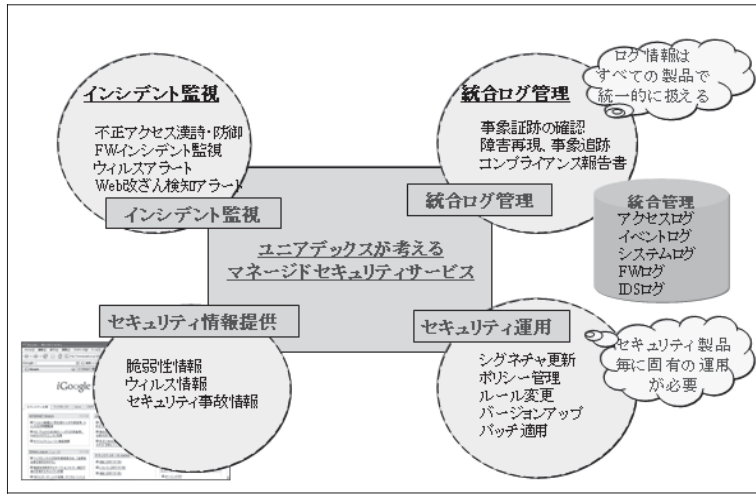 インシデント監視
不正アクセス漢詩・防御
FWインシデント監視
ウィルスアラート
Web改ざん検知アラート
インシデント監視
統合ログ管理
事象証跡の確認
障害再現、事象追跡
コンプライアンス報告書
統合ログ管理
ログ情報は
すべての製品で
統一的に扱える
統合管理
アクセスログ
イベントログ
システムログ
FWログ
IDSログ
ユニアデックスが考える
マネージドセキュリティサービス
セキュリティ情報提供
脆弱性情報
ウィルス情報
セキュリティ事故情報
iGoogle
セキュリティ運用
シグネチャ更新
ポリシー管理
ルール変更
バージョンアップ
パッチ適用
セキュリティ製品
毎に固有の運用
が必要